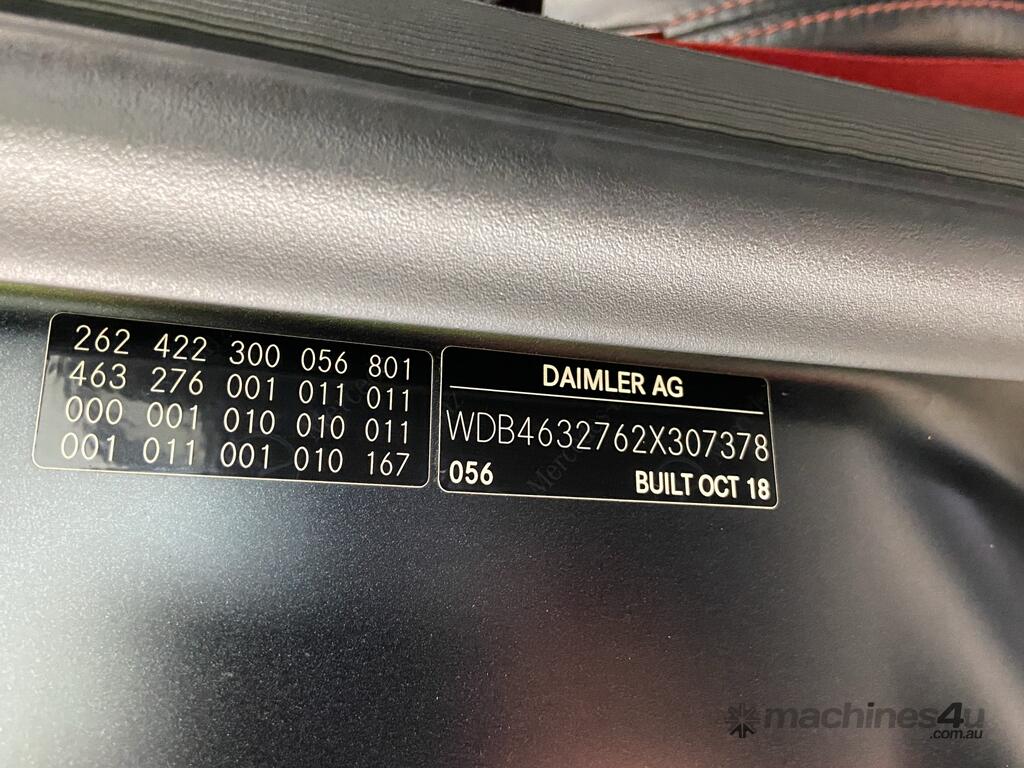 262 422 300 056 801
463 276 001 011 011
000 001 010 010 011
001 011 001 010 167
DAIMLER AG
WDB4632762X307378
056 BUILT OCT 18
machines4u
.com.au